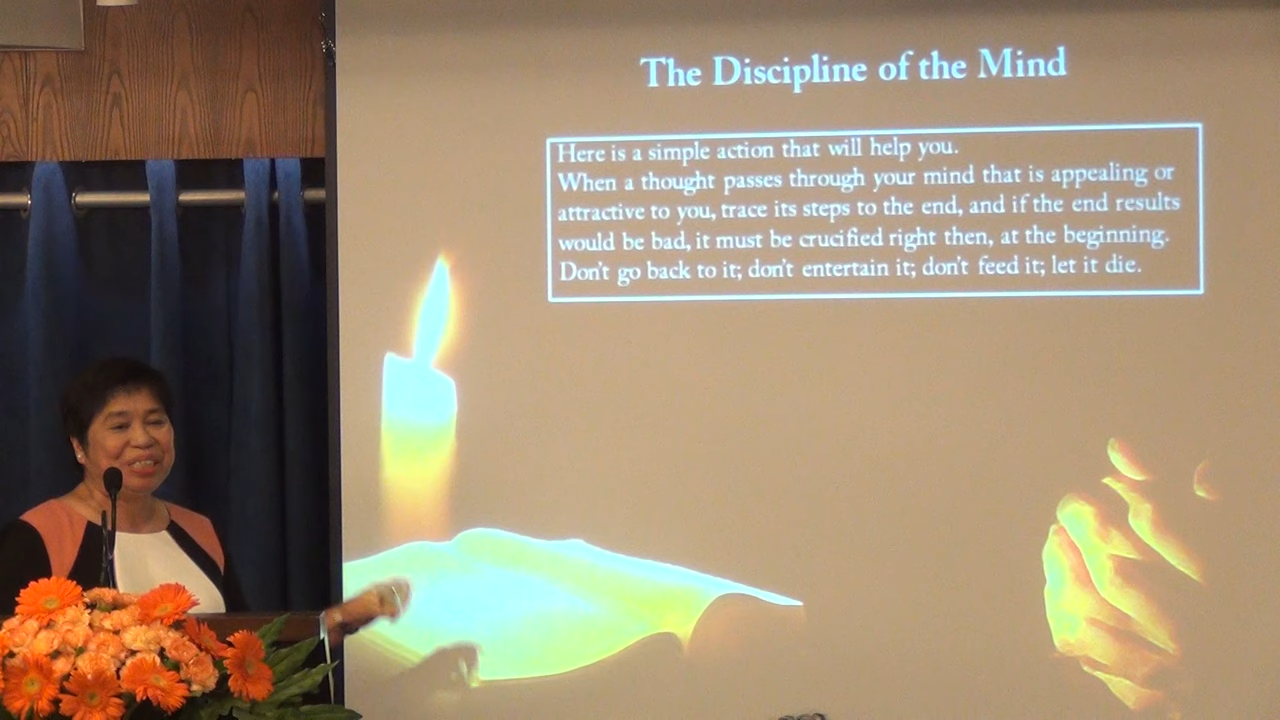 The Discipline of the Mind
Here is a simple action that will help you.
When a thought passes through your mind that is appealing or
attractive to you, trace its steps to the end, and if the end results
would be bad, it must be crucified right then, at the beginning.
Don't go back to it; don't entertain it; don't feed it; let it die.